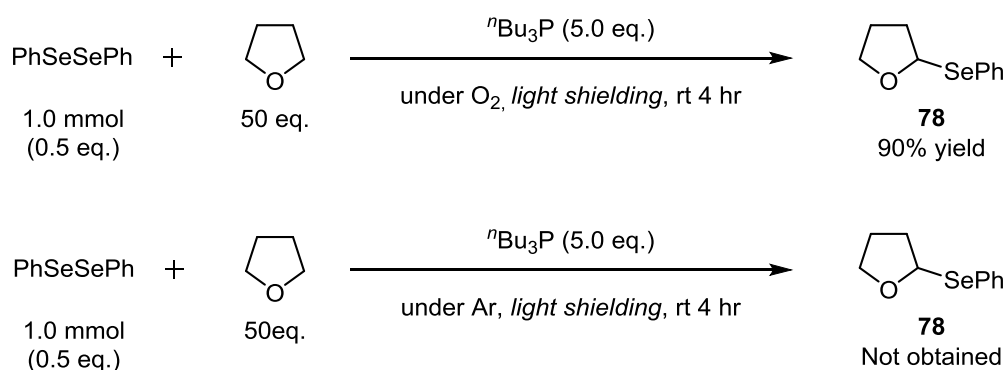 ⁿBu₃P (5.0 eq.)
PhSeSePh + O SePh
O
under O₂, light shielding, rt 4 hr
1.0 mmol 50 eq. 78
(0.5 eq.) 90% yield
ⁿBu₃P (5.0 eq.)
PhSeSePh + O SePh
O
under Ar, light shielding, rt 4 hr
1.0 mmol 50eq. 78
(0.5 eq.) Not obtained